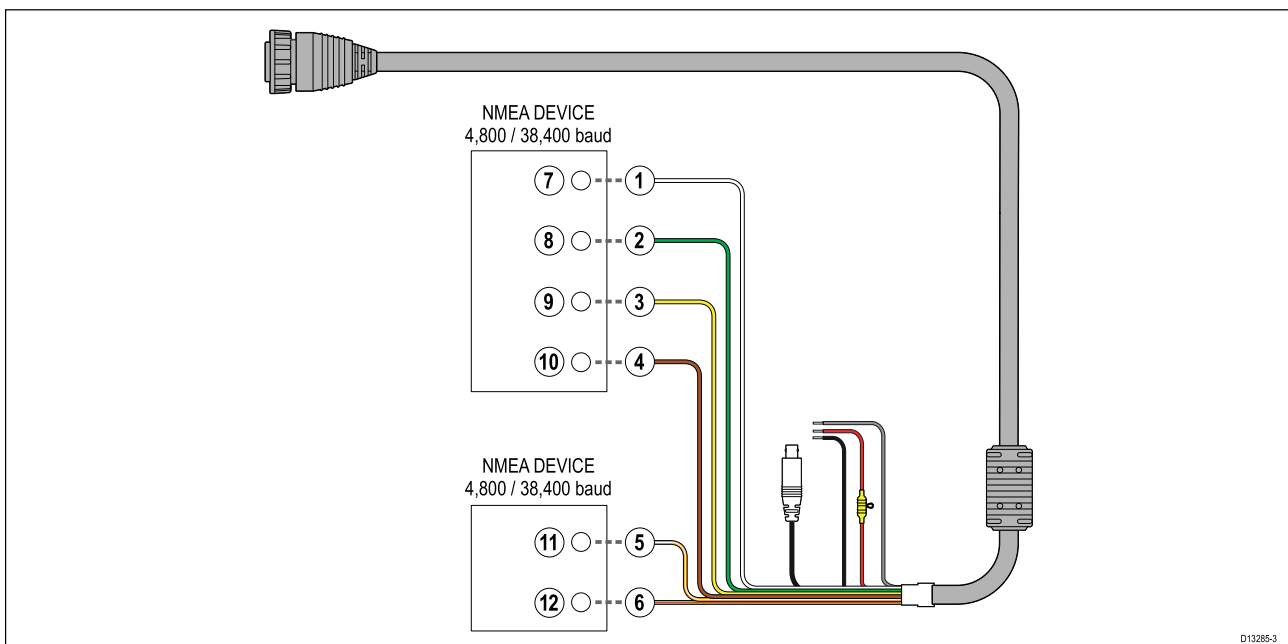 NMEA DEVICE
4,800 / 38,400 baud
7 1
8 2
9 3
10 4
NMEA DEVICE
4,800 / 38,400 baud
11 5
12 6
D13285-3